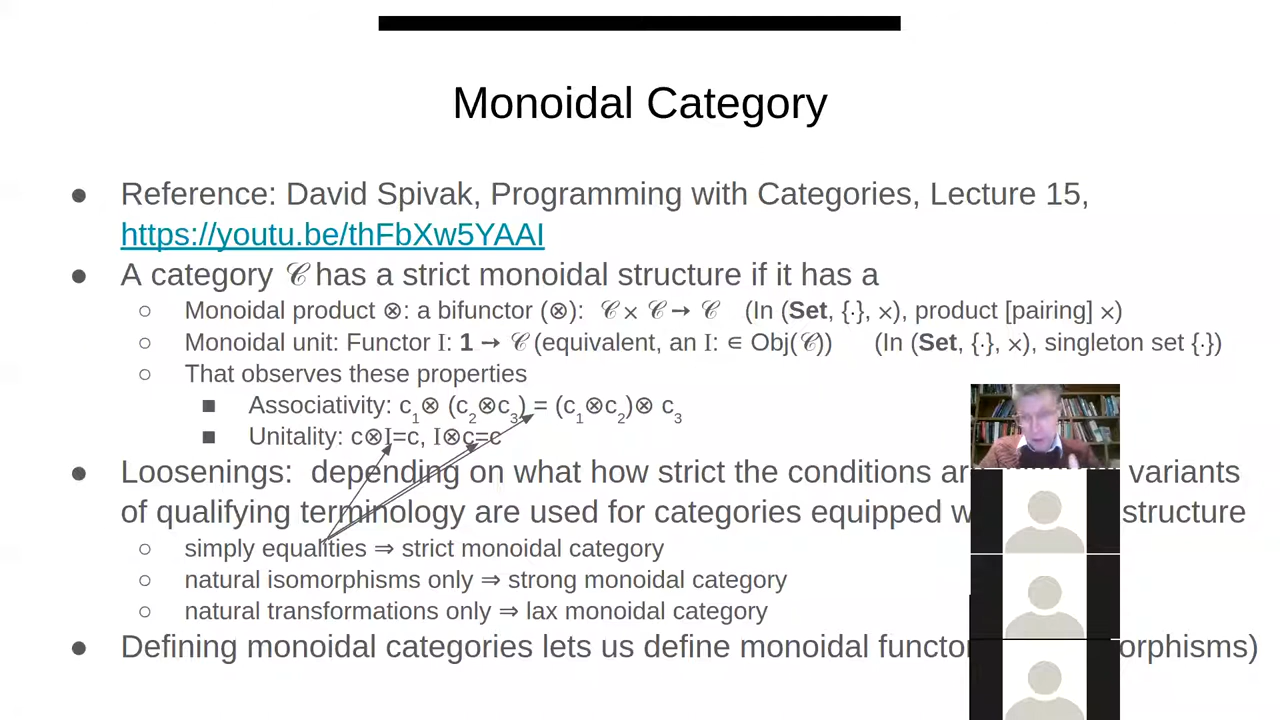 Monoidal Category
● Reference: David Spivak, Programming with Categories, Lecture 15,
https://youtu.be/thFbXw5YAAI
● A category 𝒞 has a strict monoidal structure if it has a
○ Monoidal product ⊗: a bifunctor (⊗): 𝒞 × 𝒞 → 𝒞 (In (Set, {·}, ×), product [pairing] ×)
○ Monoidal unit: Functor I: 1 → 𝒞 (equivalent, an I: ∈ Obj(𝒞)) (In (Set, {·}, ×), singleton set {·})
○ That observes these properties
■ Associativity: c₁⊗ (c₂⊗c₃) = (c₁⊗c₂)⊗ c₃
■ Unitality: c⊗I=c, I⊗c=c
● Loosenings: depending on what how strict the conditions variants
of qualifying terminology are used for categories equipped structure
○ simply equalities ⇒ strict monoidal category
○ natural isomorphisms only ⇒ strong monoidal category
○ natural transformations only ⇒ lax monoidal category
● Defining monoidal categories lets us define monoidal